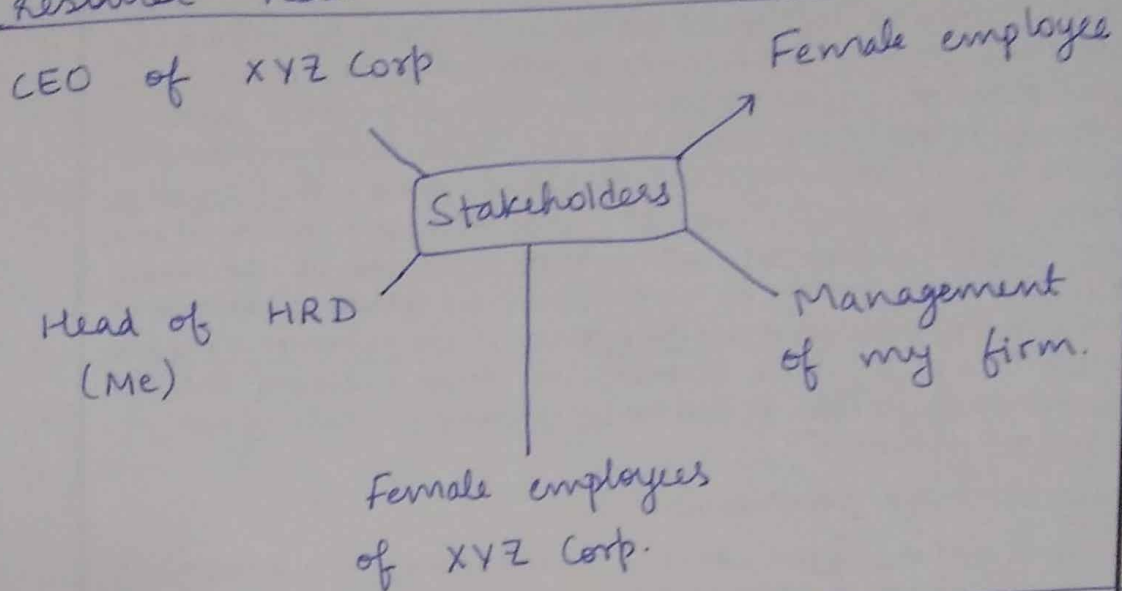 CEO of XYZ Corp
Female employee
Stakeholders
Head of HRD
(Me)
Management
of my firm.
Female employees
of XYZ Corp.